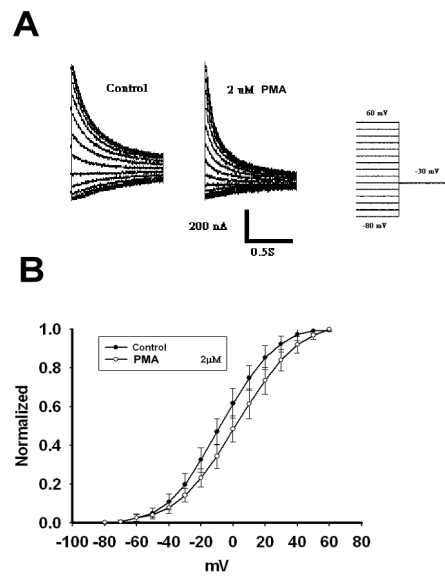 A
Control
2 uM PMA
60 mV
-30 mV
-80 mV
200 nA
0.5S
B
Control
PMA 2µM
Normalized
1.0
0.8
0.6
0.4
0.2
0.0
-100 -80 -60 -40 -20 0 20 40 60 80
mV